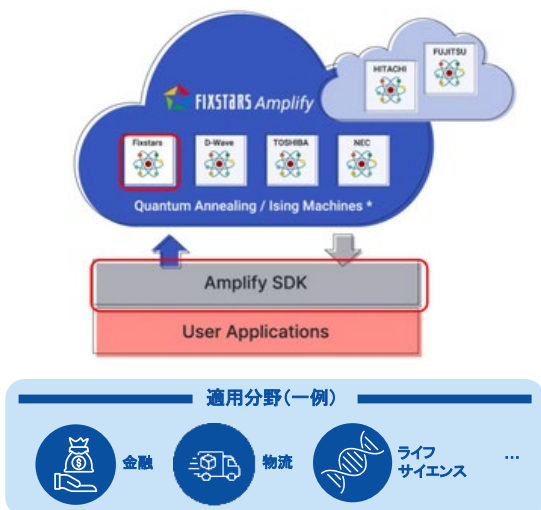 FUJITSU
HITACHI
FIXSTARS Amplify
Fixstars
D-Wave
TOSHIBA
NEC
Quantum Annealing / Ising Machines *
Amplify SDK
User Applications
適用分野(一例)
金融
物流
ライフ
サイエンス
…